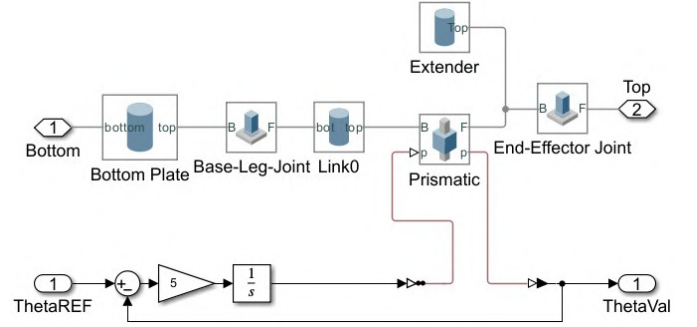 Top
Extender
Top
1
bottom
top
B
F
bot
top
B
F
p
p
B
F
2
Bottom
Bottom Plate
Base-Leg-Joint
Link0
Prismatic
End-Effector Joint
1
+
−
5
1
s
1
ThetaREF
ThetaVal